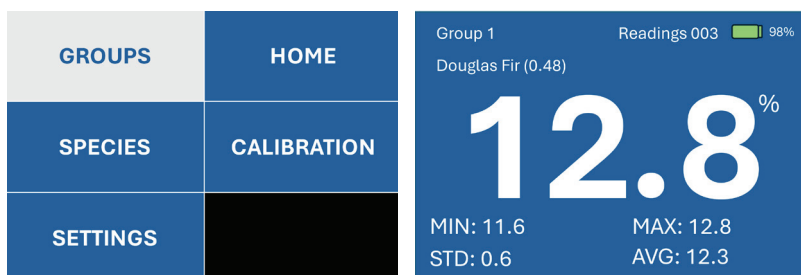 GROUPS HOME
SPECIES CALIBRATION
SETTINGS
Group 1 Readings 003 98%
Douglas Fir (0.48)
12.8 %
MIN: 11.6 MAX: 12.8
STD: 0.6 AVG: 12.3